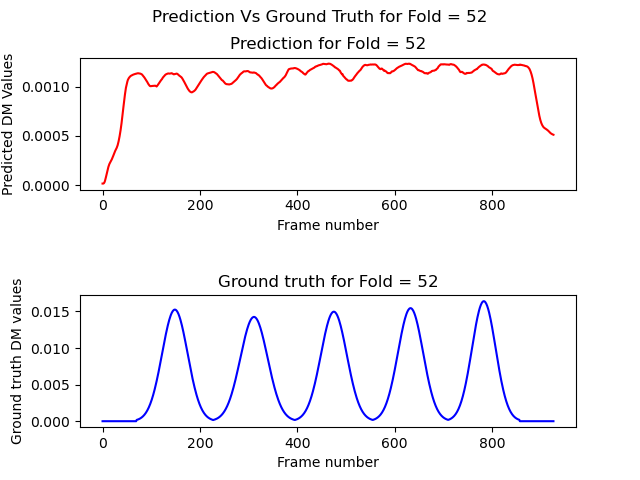 Prediction Vs Ground Truth for Fold = 52
Prediction for Fold = 52
Predicted DM Values
0.0010
0.0005
0.0000
0 200 400 600 800
Frame number
Ground truth for Fold = 52
Ground truth DM values
0.015
0.010
0.005
0.000
0 200 400 600 800
Frame number